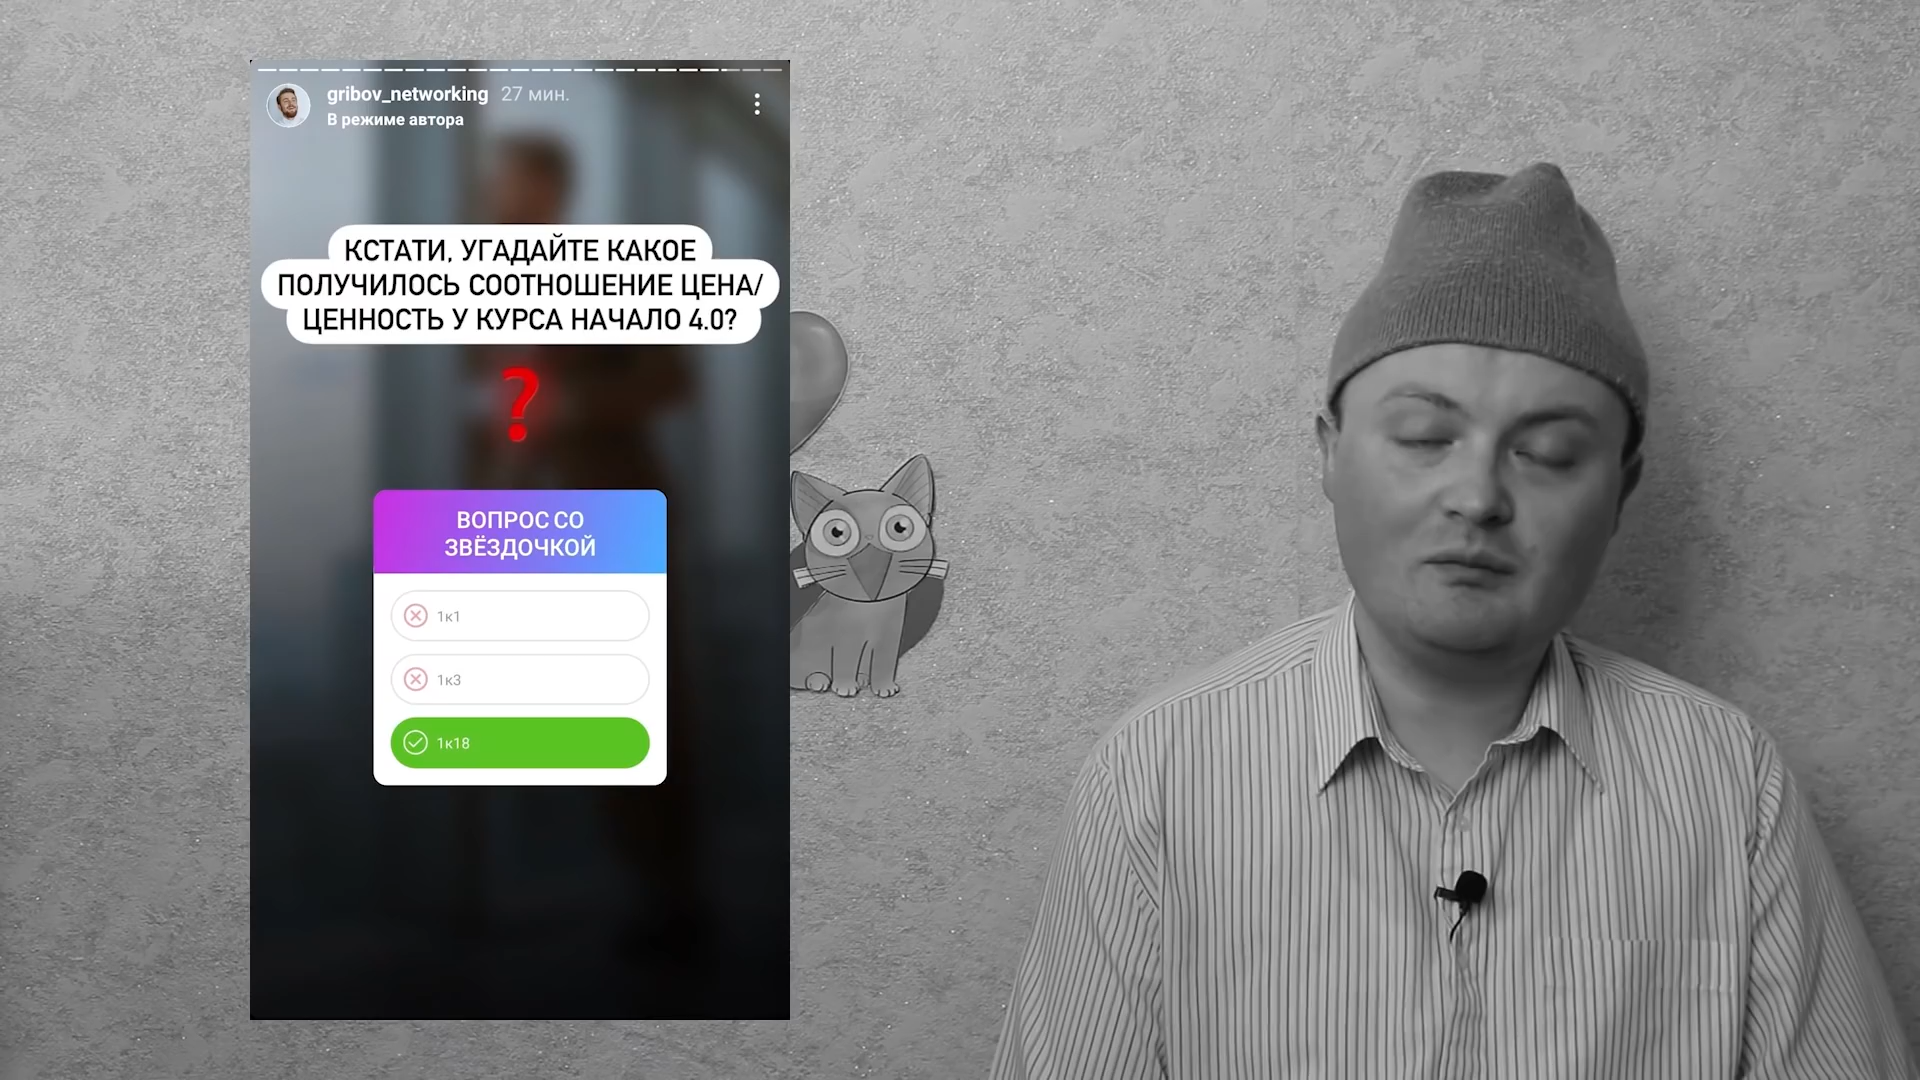 gribov_networking 27 мин.
В режиме автора
КСТАТИ, УГАДАЙТЕ КАКОЕ
ПОЛУЧИЛОСЬ СООТНОШЕНИЕ ЦЕНА/
ЦЕННОСТЬ У КУРСА НАЧАЛО 4.0?
?
ВОПРОС СО
ЗВЁЗДОЧКОЙ
1к1
1к3
1к18